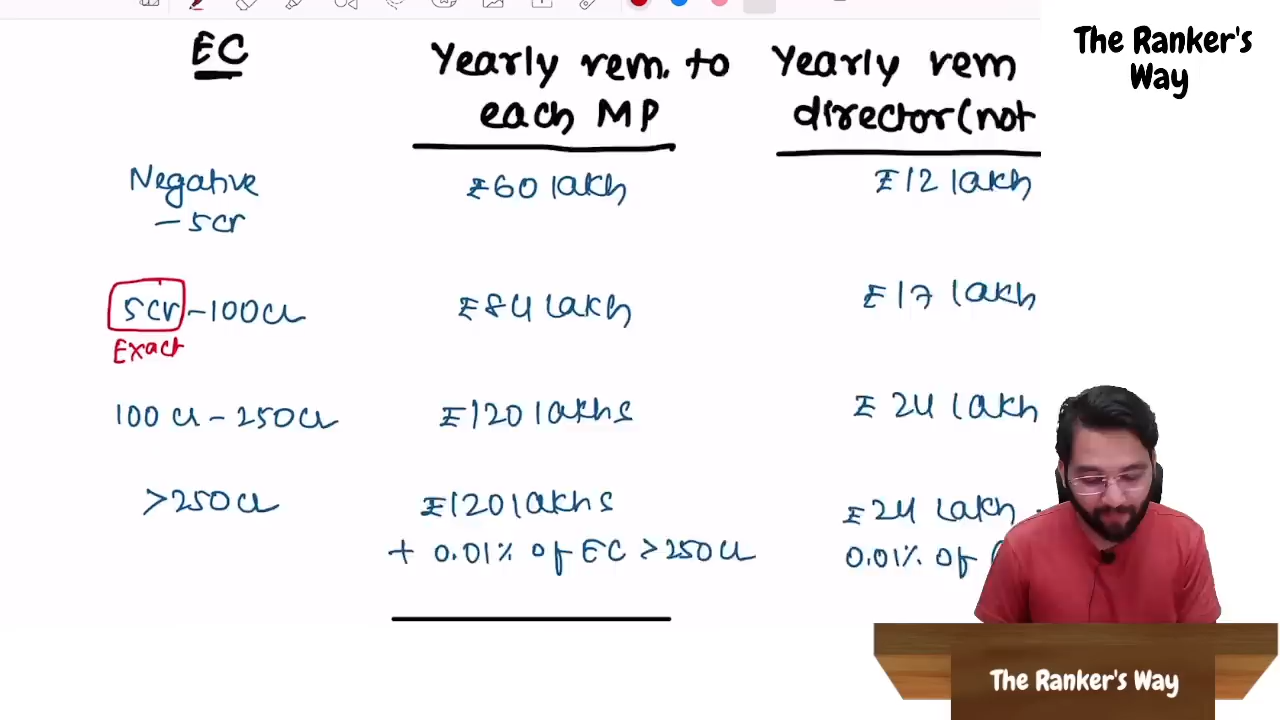 The Ranker's
Way
EC
Yearly rem. to
each MP
Yearly rem
director (not
Negative
- 5cr
₹60 lakh
₹12 lakh
5cr - 100cr
Exact
₹84 lakh
₹17 lakh
100 cr - 250cr
₹120 lakhs
₹24 lakh
>250cr
₹120 lakhs
+ 0.01% of EC >250cr
₹24 lakh
0.01% of
The Ranker's Way